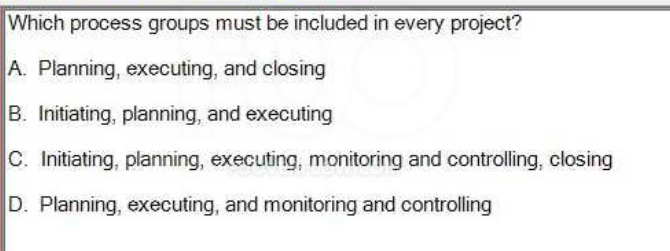 Which process groups must be included in every project?
A. Planning, executing, and closing
B. Initiating, planning, and executing
C. Initiating, planning, executing, monitoring and controlling, closing
D. Planning, executing, and monitoring and controlling